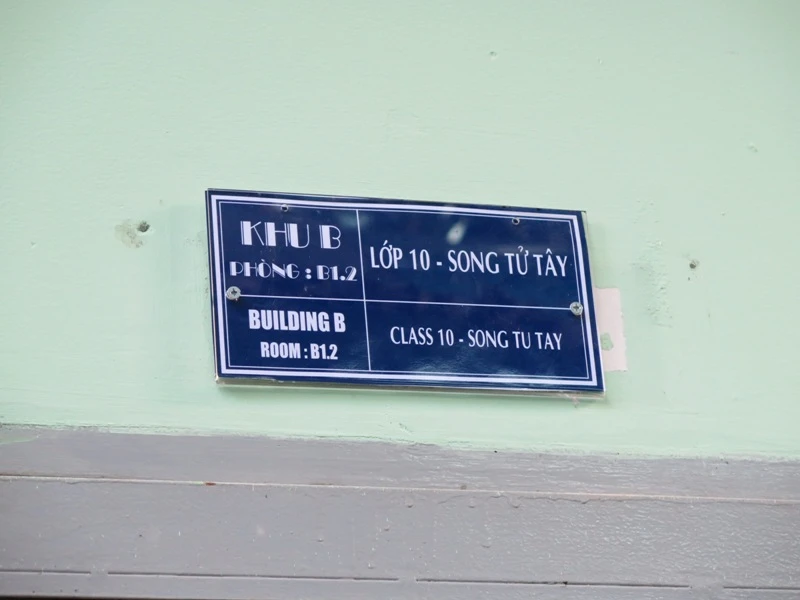 KHU B
PHÒNG : B1.2
LỚP 10 - SONG TỬ TÂY
BUILDING B
ROOM : B1.2
CLASS 10 - SONG TU TAY